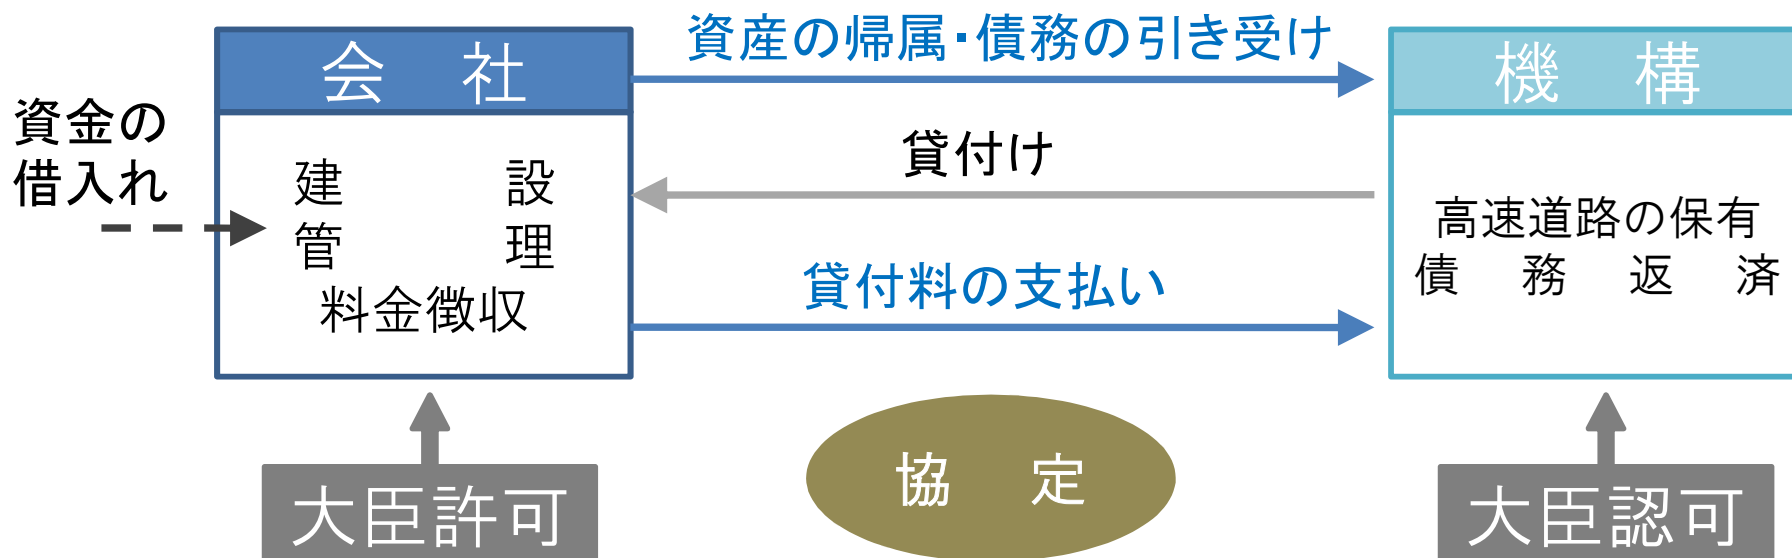 資産の帰属・債務の引き受け
会社
機構
資金の
借入れ
貸付け
建設
管理
料金徴収
高速道路の保有
債務返済
貸付料の支払い
協定
大臣許可
大臣認可